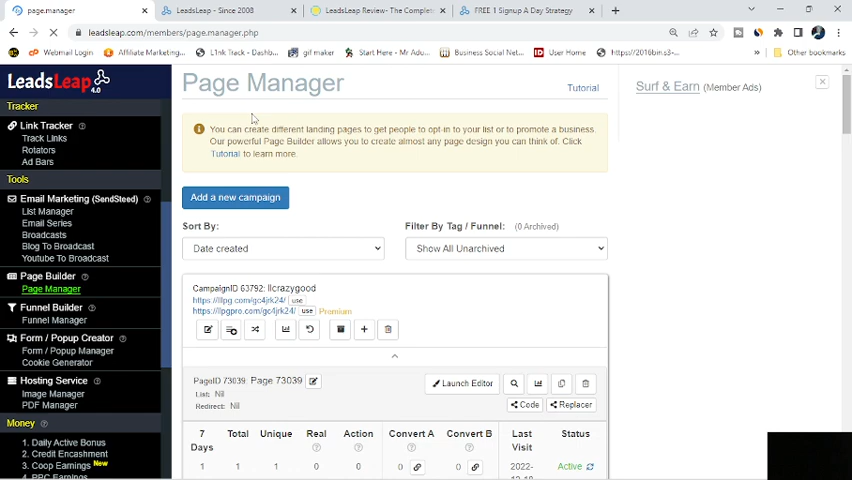 page.manager
LeadsLeap - Since 2008
LeadsLeap Review- The Complet
FREE 1 Signup A Day Strategy
leadsleap.com/members/page.manager.php
Webmail Login
Affiliate Marketing...
L1nk Track - Dashb...
gif maker
Start Here - Mr Adu...
Business Social Net...
User Home
https://2016bin.s3-...
Other bookmarks
LeadsLeap 4.0
Tracker
Link Tracker
Track Links
Rotators
Ad Bars
Tools
Email Marketing (SendSteed)
List Manager
Email Series
Broadcasts
Blog To Broadcast
Youtube To Broadcast
Page Builder
Page Manager
Funnel Builder
Funnel Manager
Form / Popup Creator
Form / Popup Manager
Cookie Generator
Hosting Service
Image Manager
PDF Manager
Money
1. Daily Active Bonus
2. Credit Encashment
3. Coop Earnings New
4. PPC Earnings
Page Manager
Tutorial
You can create different landing pages to get people to opt-in to your list or to promote a business.
Our powerful Page Builder allows you to create almost any page design you can think of. Click
Tutorial to learn more.
Add a new campaign
Sort By:
Filter By Tag / Funnel: (0 Archived)
Date created
Show All Unarchived
CampaignID 63792: llcrazygood
https://llpg.com/gc4jrk24/ use
https://llpgpro.com/gc4jrk24/ use Premium
PageID 73039: Page 73039
List: Nil
Redirect: Nil
Launch Editor
Code
Replacer
7 Days
Total
Unique
Real
Action
Convert A
Convert B
Last Visit
Status
1
1
1
0
0
0
0
2022-
12-18
Active
Surf & Earn (Member Ads)